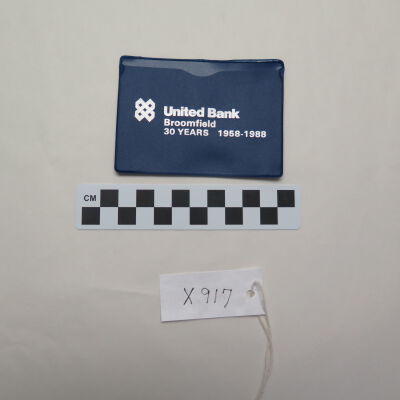 United Bank
Broomfield
30 YEARS 1958-1988
CM
X917